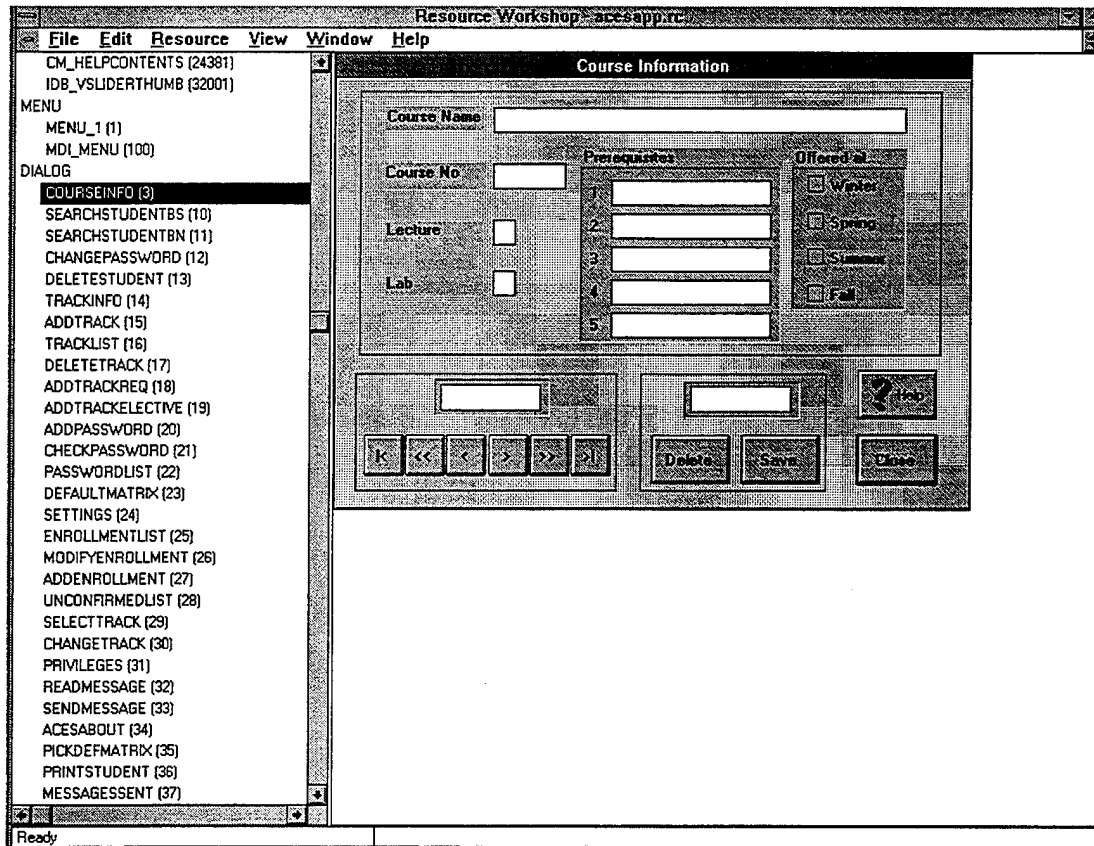 Resource Workshop - acesapp.rc
File Edit Resource View Window Help
CM_HELPCONTENTS (24381)
IDB_VSLIDERTHUMB (32001)
MENU
MENU_1 (1)
MDI_MENU (100)
DIALOG
COURSEINFO (3)
SEARCHSTUDENTBS (10)
SEARCHSTUDENTBN (11)
CHANGEPASSWORD (12)
DELETESTUDENT (13)
TRACKINFO (14)
ADDTRACK (15)
TRACKLIST (16)
DELETETRACK (17)
ADDTRACKREQ (18)
ADDTRACKELECTIVE (19)
ADDPASSWORD (20)
CHECKPASSWORD (21)
PASSWORDLIST (22)
DEFAULTMATRIX (23)
SETTINGS (24)
ENROLLMENTLIST (25)
MODIFYENROLLMENT (26)
ADDENROLLMENT (27)
UNCONFIRMEDLIST (28)
SELECTTRACK (29)
CHANGETRACK (30)
PRIVILEGES (31)
READMESSAGE (32)
SENDMESSAGE (33)
ACESABOUT (34)
PICKDEFMATRIX (35)
PRINTSTUDENT (36)
MESSAGESSENT (37)
Ready
Course Information
Course Name
Course No
Lecture
Lab
Prerequisites
1
2
3
4
5
Offered at...
Winter
Spring
Summer
Fall
|< << < > >> >|
Delete Save
? Help
Close